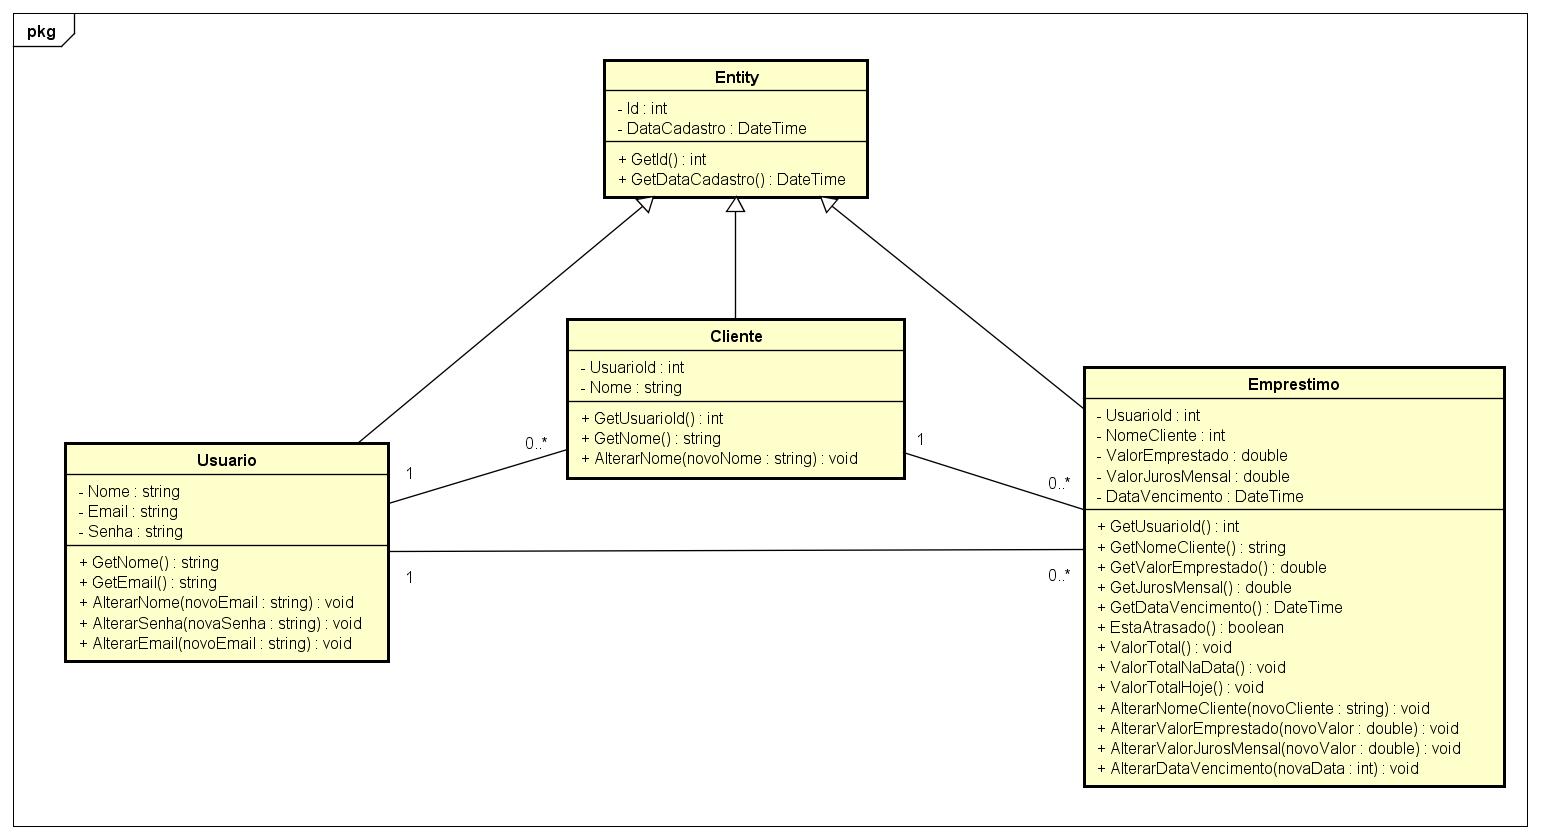 pkg
Entity
- Id : int
- DataCadastro : DateTime
+ GetId() : int
+ GetDataCadastro() : DateTime
Cliente
- UsuarioId : int
- Nome : string
+ GetUsuarioId() : int
+ GetNome() : string
+ AlterarNome(novoNome : string) : void
Usuario
- Nome : string
- Email : string
- Senha : string
+ GetNome() : string
+ GetEmail() : string
+ AlterarNome(novoEmail : string) : void
+ AlterarSenha(novaSenha : string) : void
+ AlterarEmail(novoEmail : string) : void
1
0..*
1
0..*
1
0..*
Emprestimo
- UsuarioId : int
- NomeCliente : int
- ValorEmprestado : double
- ValorJurosMensal : double
- DataVencimento : DateTime
+ GetUsuarioId() : int
+ GetNomeCliente() : string
+ GetValorEmprestado() : double
+ GetJurosMensal() : double
+ GetDataVencimento() : DateTime
+ EstaAtrasado() : boolean
+ ValorTotal() : void
+ ValorTotalNaData() : void
+ ValorTotalHoje() : void
+ AlterarNomeCliente(novoCliente : string) : void
+ AlterarValorEmprestado(novoValor : double) : void
+ AlterarValorJurosMensal(novoValor : double) : void
+ AlterarDataVencimento(novaData : int) : void